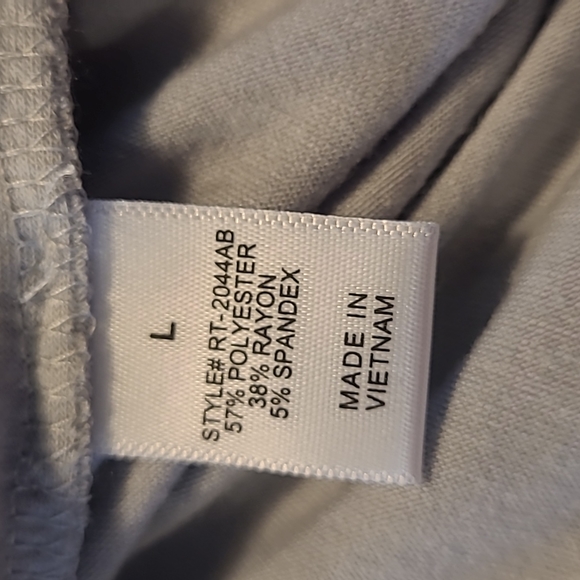 L
STYLE# RT-2044AB
57% POLYESTER
38% RAYON
5% SPANDEX
MADE IN
VIETNAM